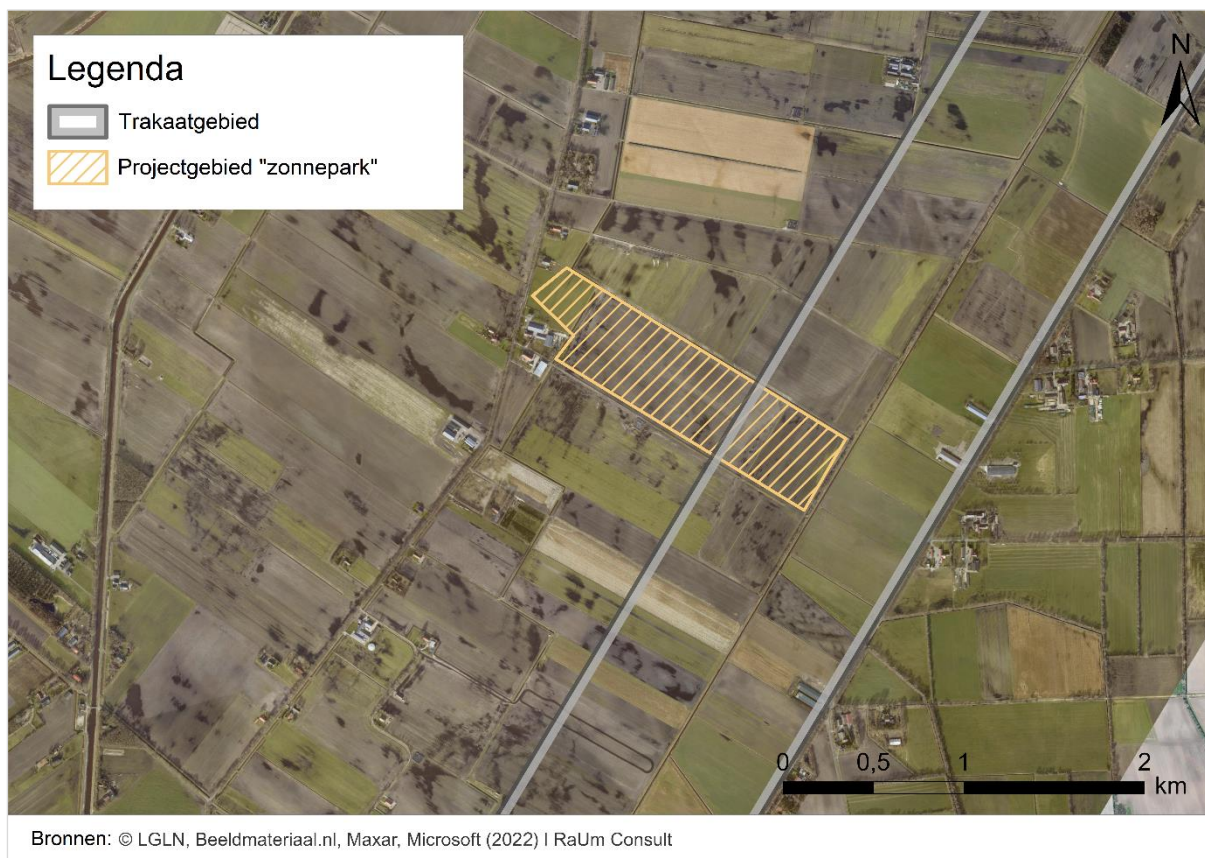 Legenda
Trakaatgebied
Projectgebied "zonnepark"
N
0 0,5 1 2
km
Bronnen: © LGLN, Beeldmateriaal.nl, Maxar, Microsoft (2022) I RaUm Consult